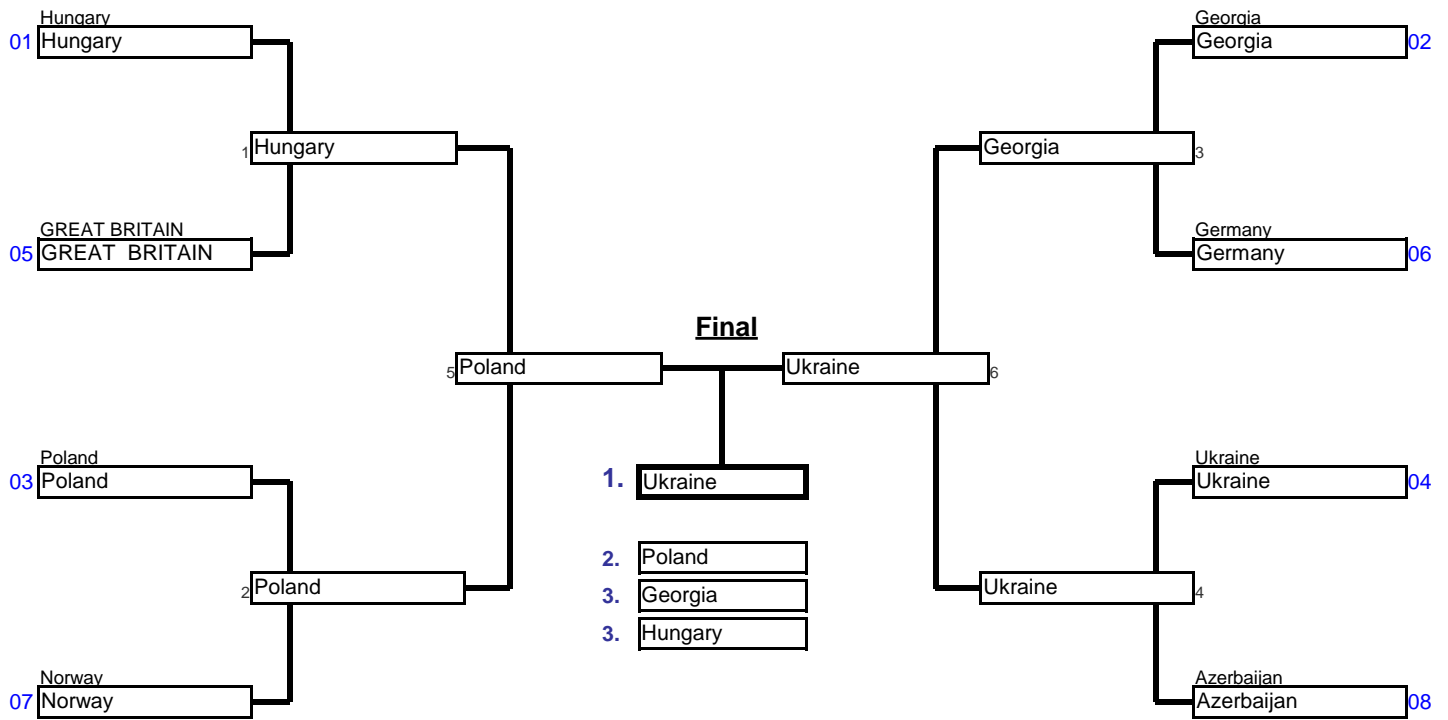 Hungary
01 Hungary
Georgia
Georgia 02
1 Hungary
Georgia 3
GREAT BRITAIN
05 GREAT BRITAIN
Germany
Germany 06
Final
5 Poland
Ukraine 6
Poland
03 Poland
1. Ukraine
Ukraine
Ukraine 04
2. Poland
2 Poland
3. Georgia
Ukraine 4
3. Hungary
Norway
07 Norway
Azerbaijan
Azerbaijan 08